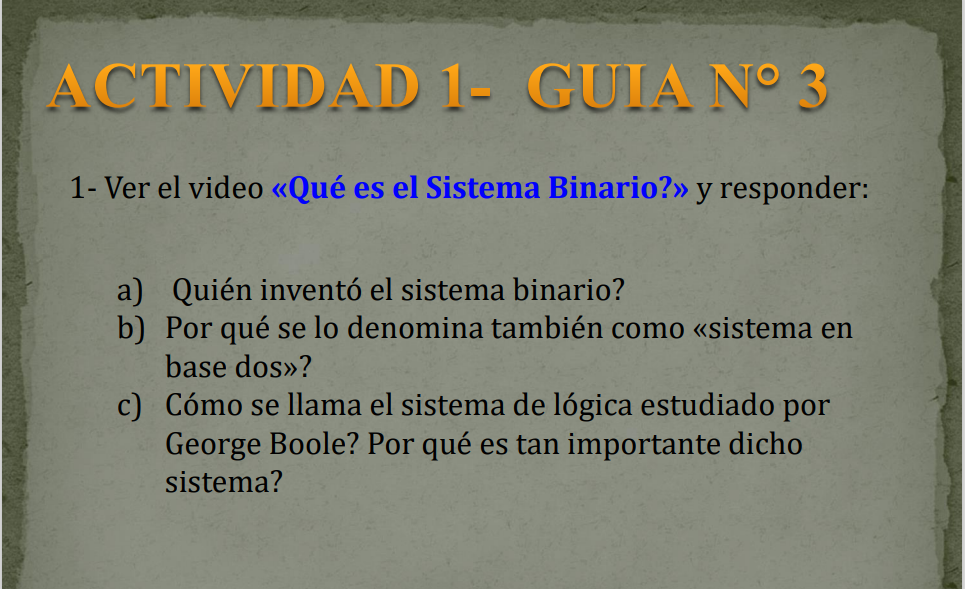 ACTIVIDAD 1- GUIA N° 3
1- Ver el video «Qué es el Sistema Binario?» y responder:
a) Quién inventó el sistema binario?
b) Por qué se lo denomina también como «sistema en
base dos»?
c) Cómo se llama el sistema de lógica estudiado por
George Boole? Por qué es tan importante dicho
sistema?